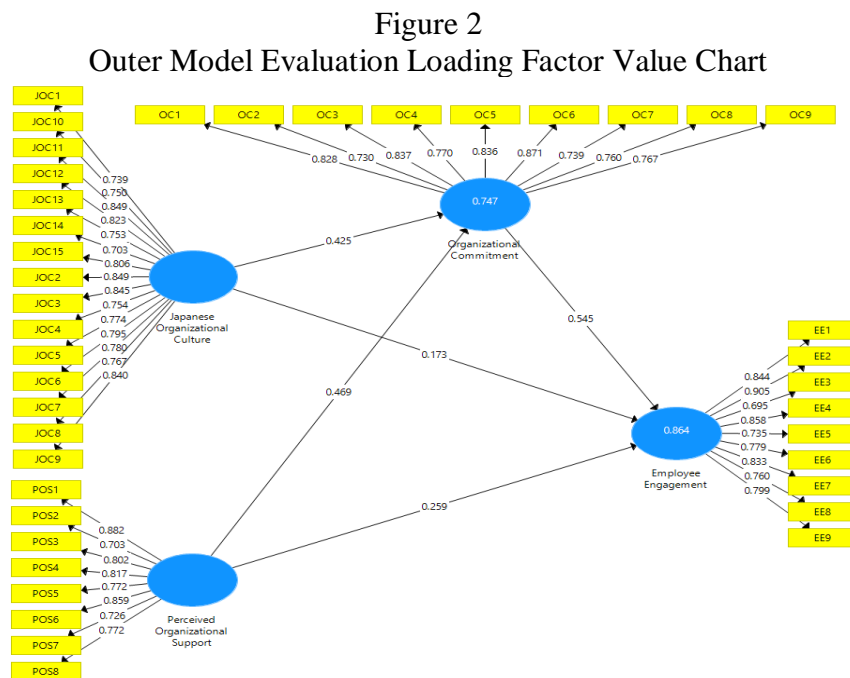 Figure 2
Outer Model Evaluation Loading Factor Value Chart
JOC1
JOC10
JOC11
JOC12
JOC13
JOC14
JOC15
JOC2
JOC3
JOC4
JOC5
JOC6
JOC7
JOC8
JOC9
0.739
0.750
0.849
0.823
0.753
0.703
0.806
0.849
0.845
0.754
0.774
0.795
0.780
0.767
0.840
Japanese
Organizational
Culture
OC1 OC2 OC3 OC4 OC5 OC6 OC7 OC8 OC9
0.828 0.730 0.837 0.770 0.836 0.871 0.739 0.760 0.767
0.747
Organizational
Commitment
0.425
0.545
0.173
0.469
0.259
0.864
Employee
Engagement
EE1
EE2
EE3
EE4
EE5
EE6
EE7
EE8
EE9
0.844
0.905
0.695
0.858
0.735
0.779
0.833
0.760
0.799
POS1
POS2
POS3
POS4
POS5
POS6
POS7
POS8
0.882
0.703
0.802
0.817
0.772
0.859
0.726
0.772
Perceived
Organizational
Support